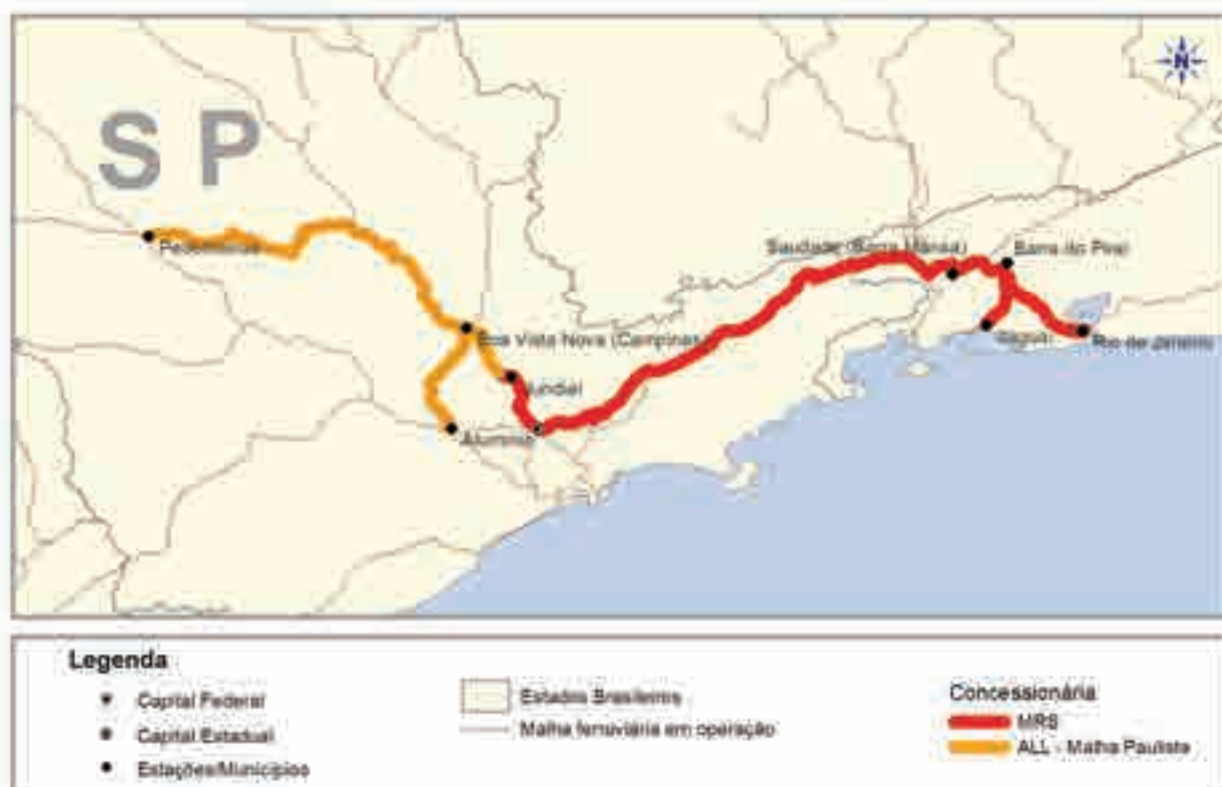 N
SP
Pederneiras
Saudade (Barra Mansa)
Barra do Piraí
Boa Vista Nova (Campinas)
Rio de Janeiro
Jundiaí
Legenda
Capital Federal
Capital Estadual
Estações/Municípios
Estados Brasileiros
Malha ferroviária em operação
Concessionária
MRS
ALL - Malha Paulista